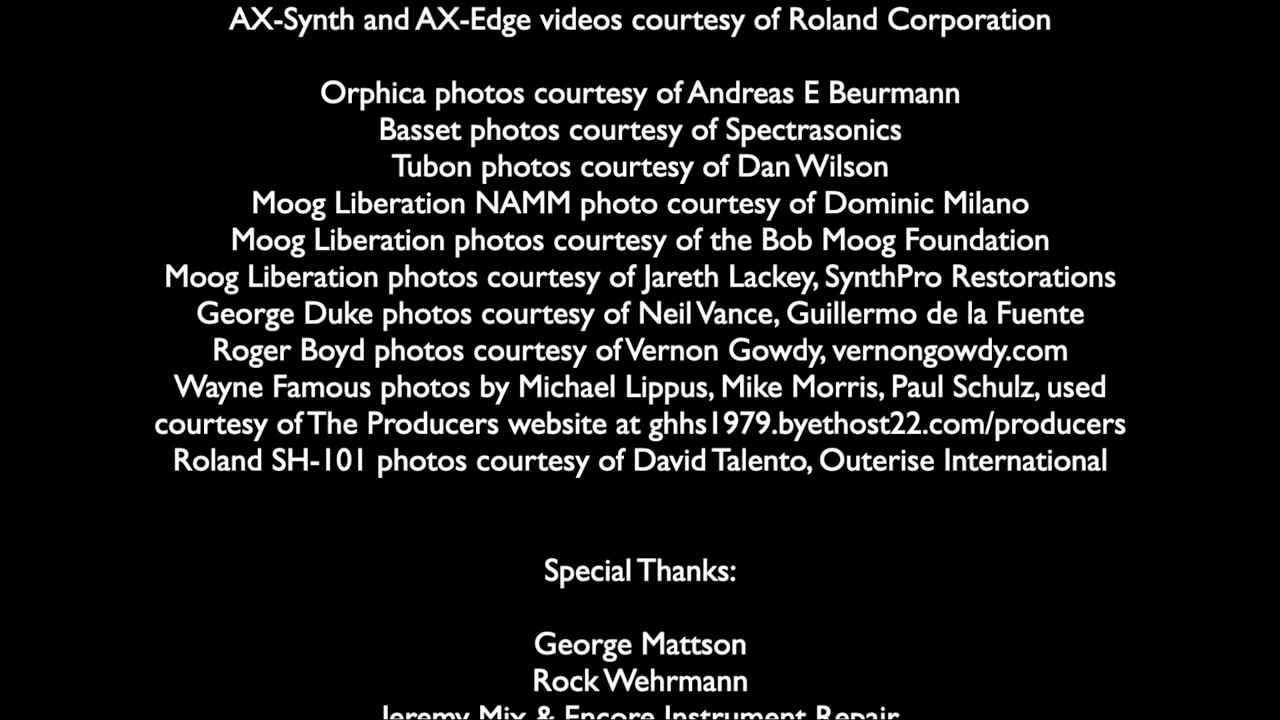 AX-Synth and AX-Edge videos courtesy of Roland Corporation
Orphica photos courtesy of Andreas E Beurmann
Basset photos courtesy of Spectrasonics
Tubon photos courtesy of Dan Wilson
Moog Liberation NAMM photo courtesy of Dominic Milano
Moog Liberation photos courtesy of the Bob Moog Foundation
Moog Liberation photos courtesy of Jareth Lackey, SynthPro Restorations
George Duke photos courtesy of Neil Vance, Guillermo de la Fuente
Roger Boyd photos courtesy of Vernon Gowdy, vernongowdy.com
Wayne Famous photos by Michael Lippus, Mike Morris, Paul Schulz, used
courtesy of The Producers website at ghhs1979.byethost22.com/producers
Roland SH-101 photos courtesy of David Talento, Outerise International
Special Thanks:
George Mattson
Rock Wehrmann
Jeremy Mix & Encore Instrument Repair